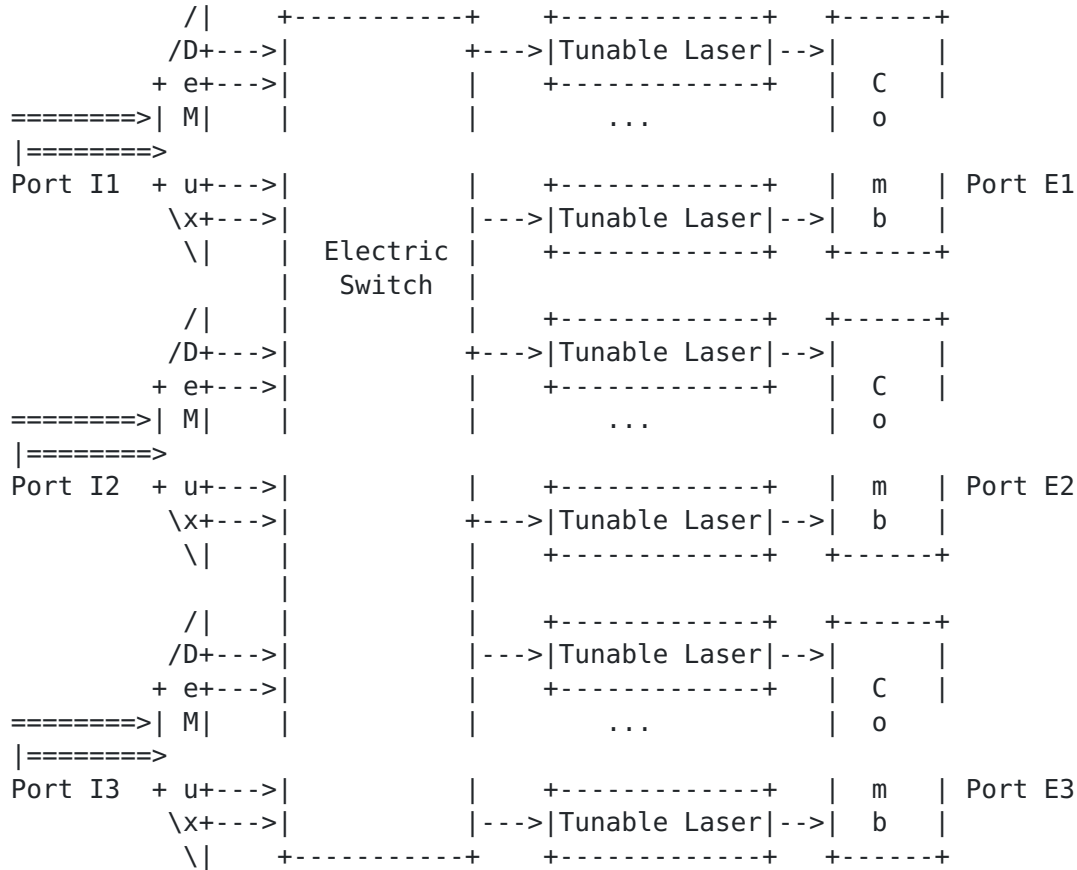 /|     +-----------+    +-------------+   +------+
          /D+--->|           +--->|Tunable Laser|-->|      |
         + e+--->|           |    +-------------+   |  C   |
========>| M|    |           |        ...           |  o
|========>
Port I1  + u+--->|           |    +-------------+   |  m   | Port E1
          \x+--->|           |--->|Tunable Laser|-->|  b   |
           \|    |  Electric |    +-------------+   +------+
                 |   Switch  |
           /|    |           |    +-------------+   +------+
          /D+--->|           +--->|Tunable Laser|-->|      |
         + e+--->|           |    +-------------+   |  C   |
========>| M|    |           |        ...           |  o
|========>
Port I2  + u+--->|           |    +-------------+   |  m   | Port E2
          \x+--->|           +--->|Tunable Laser|-->|  b   |
           \|    |           |    +-------------+   +------+
                 |           |
           /|    |           |    +-------------+   +------+
          /D+--->|           |--->|Tunable Laser|-->|      |
         + e+--->|           |    +-------------+   |  C   |
========>| M|    |           |        ...           |  o
|========>
Port I3  + u+--->|           |    +-------------+   |  m   | Port E3
          \x+--->|           |--->|Tunable Laser|-->|  b   |
           \|    +-----------+    +-------------+   +------+